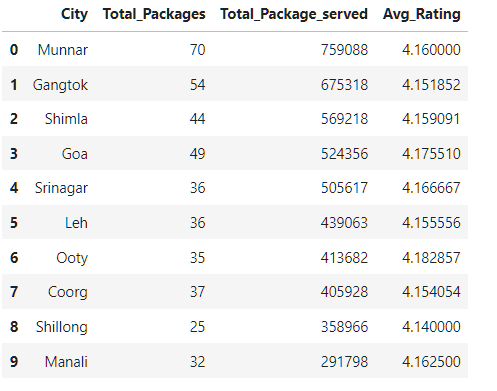 City Total_Packages Total_Package_served Avg_Rating
0 Munnar 70 759088 4.160000
1 Gangtok 54 675318 4.151852
2 Shimla 44 569218 4.159091
3 Goa 49 524356 4.175510
4 Srinagar 36 505617 4.166667
5 Leh 36 439063 4.155556
6 Ooty 35 413682 4.182857
7 Coorg 37 405928 4.154054
8 Shillong 25 358966 4.140000
9 Manali 32 291798 4.162500